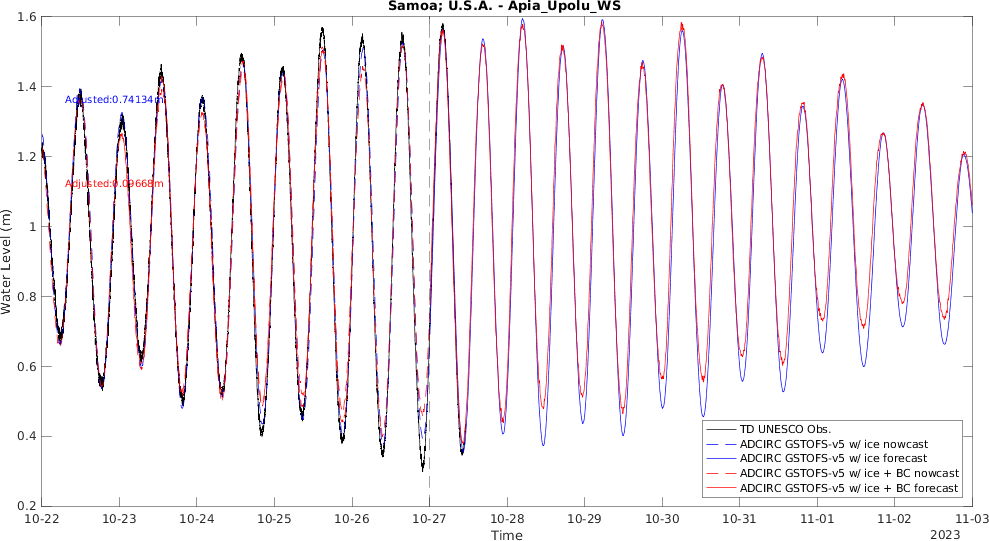 Samoa; U.S.A. - Apia_Upolu_WS
1.6
1.4
1.2
1
0.8
0.6
0.4
0.2
Water Level (m)
Adjusted:0.74134m
Adjusted:0.09668m
TD UNESCO Obs.
ADCIRC GSTOFS-v5 w/ ice nowcast
ADCIRC GSTOFS-v5 w/ ice forecast
ADCIRC GSTOFS-v5 w/ ice + BC nowcast
ADCIRC GSTOFS-v5 w/ ice + BC forecast
10-22 10-23 10-24 10-25 10-26 10-27 10-28 10-29 10-30 10-31 11-01 11-02 11-03
Time
2023